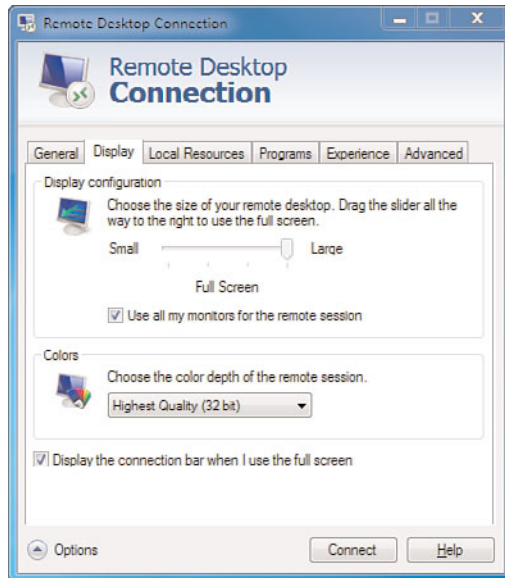 Remote Desktop Connection
Remote Desktop
Connection
General Display Local Resources Programs Experience Advanced
Display configuration
Choose the size of your remote desktop. Drag the slider all the
way to the right to use the full screen.
Small Large
Full Screen
Use all my monitors for the remote session
Colors
Choose the color depth of the remote session.
Highest Quality (32 bit)
Display the connection bar when I use the full screen
Options Connect Help